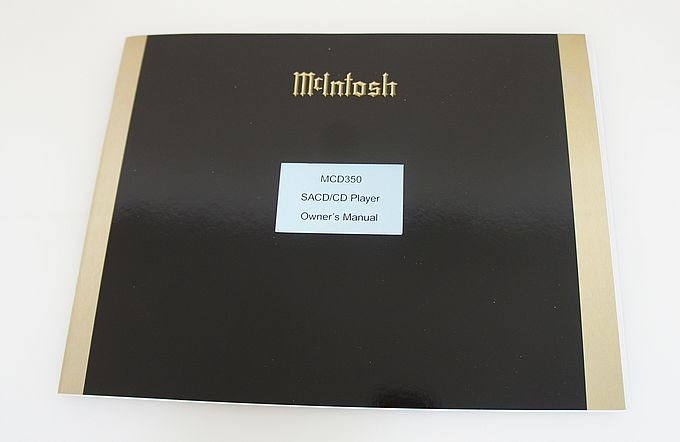 McIntosh
MCD350
SACD/CD Player
Owner's Manual